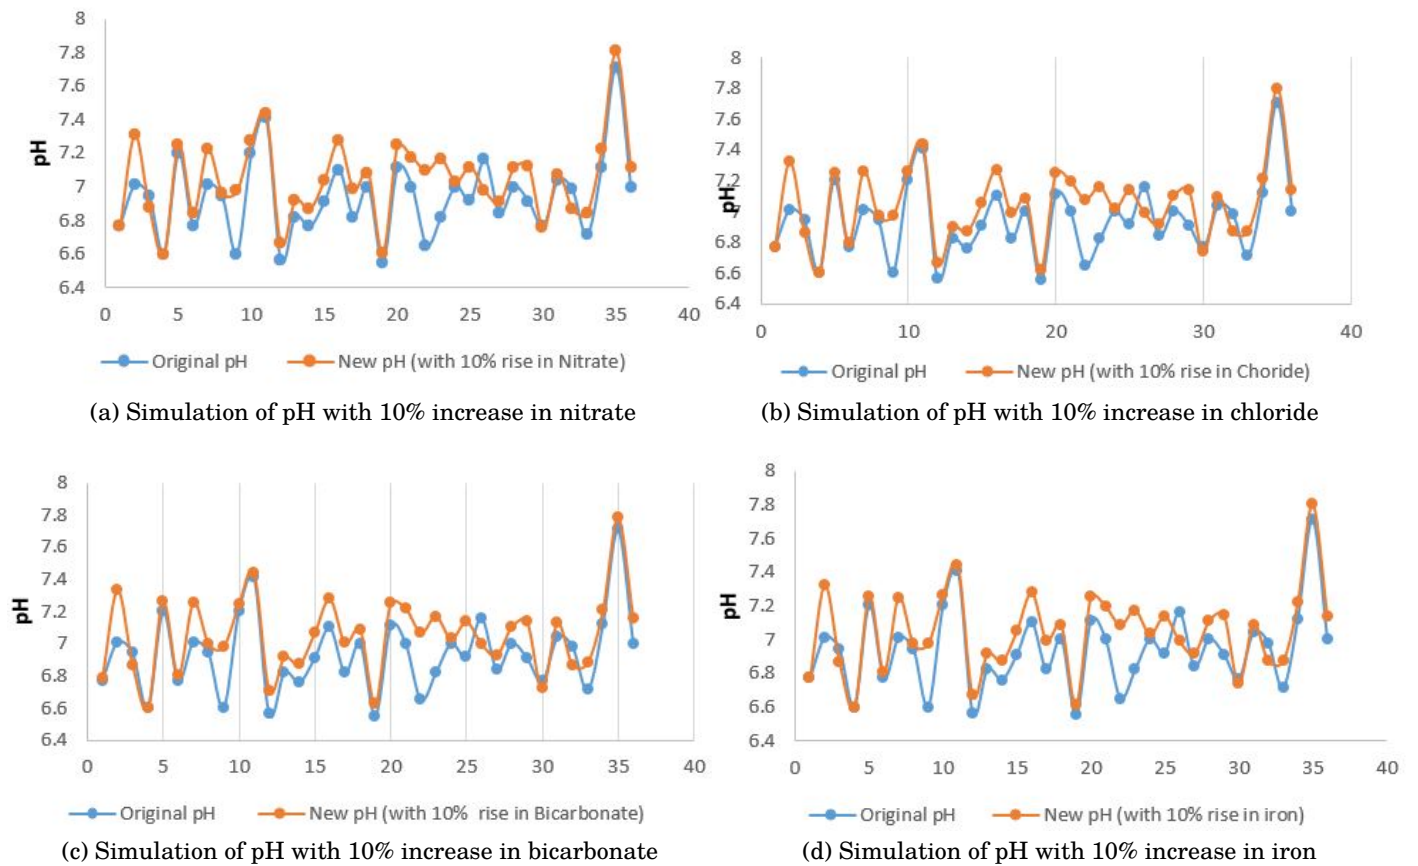 8
7.8
7.6
7.4
7.2
7
6.8
6.6
6.4
pH
0 5 10 15 20 25 30 35 40
Original pH New pH (with 10% rise in Nitrate)
(a) Simulation of pH with 10% increase in nitrate
8
7.8
7.6
7.4
7.2
7
6.8
6.6
6.4
pH
0 10 20 30 40
Original pH New pH (with 10% rise in Choride)
(b) Simulation of pH with 10% increase in chloride
8
7.8
7.6
7.4
7.2
7
6.8
6.6
6.4
pH
0 5 10 15 20 25 30 35 40
Original pH New pH (with 10% rise in Bicarbonate)
(c) Simulation of pH with 10% increase in bicarbonate
8
7.8
7.6
7.4
7.2
7
6.8
6.6
6.4
pH
0 5 10 15 20 25 30 35 40
Original pH New pH (with 10% rise in iron)
(d) Simulation of pH with 10% increase in iron